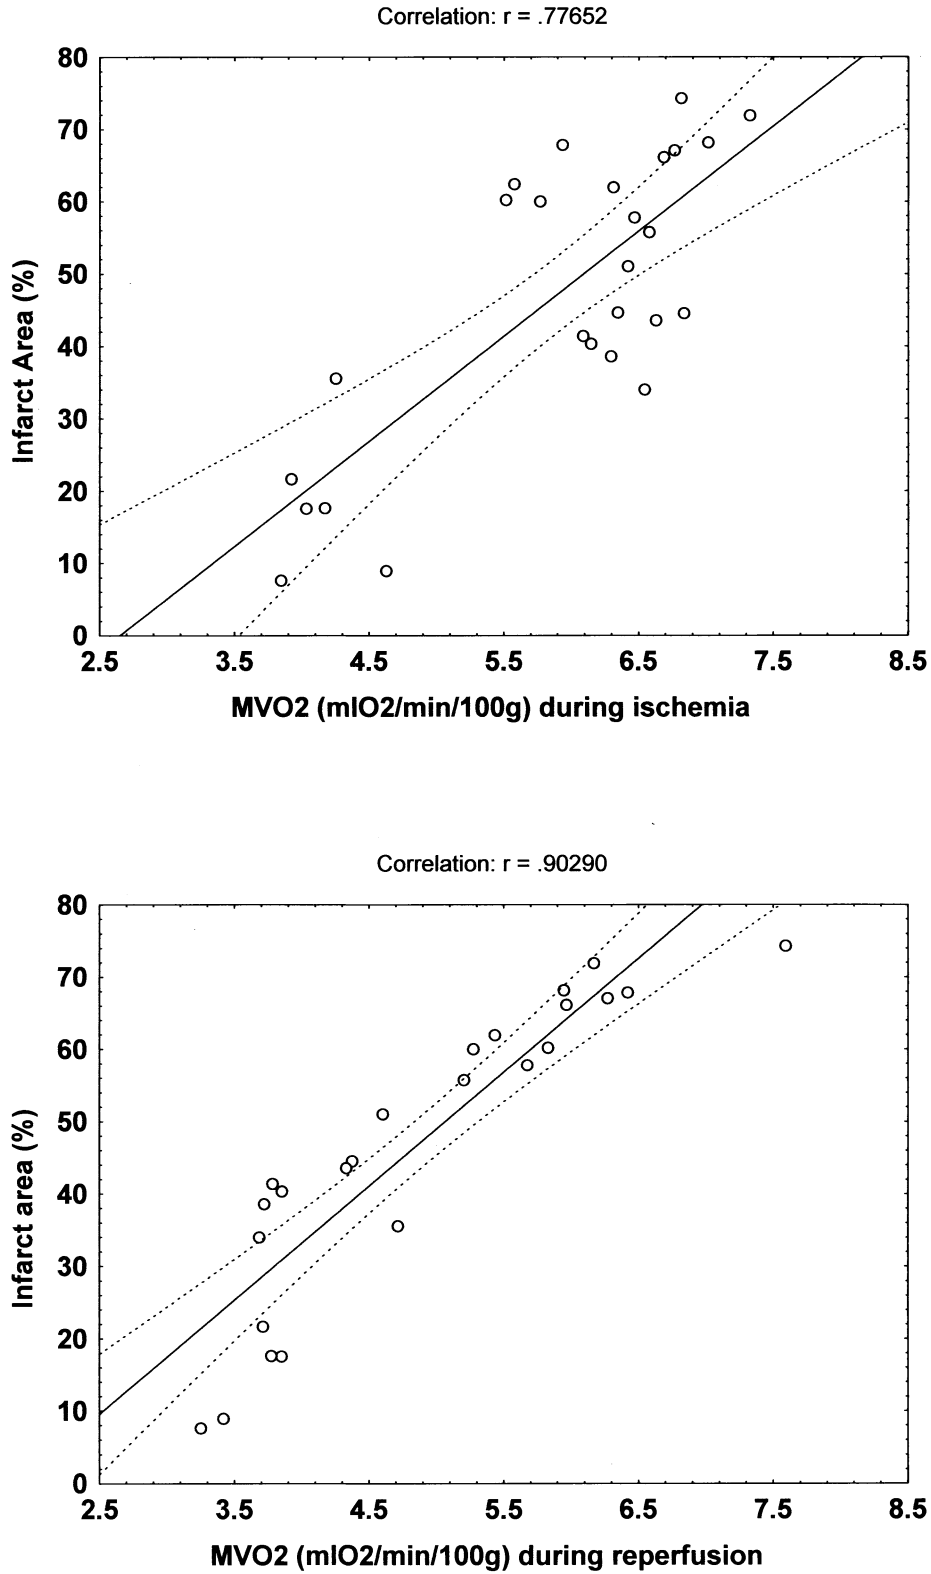 Correlation: r = .77652
80
70
60
50
40
30
20
10
0
Infarct Area (%)
2.5 3.5 4.5 5.5 6.5 7.5 8.5
MVO2 (mlO2/min/100g) during ischemia
Correlation: r = .90290
80
70
60
50
40
30
20
10
0
Infarct area (%)
2.5 3.5 4.5 5.5 6.5 7.5 8.5
MVO2 (mlO2/min/100g) during reperfusion